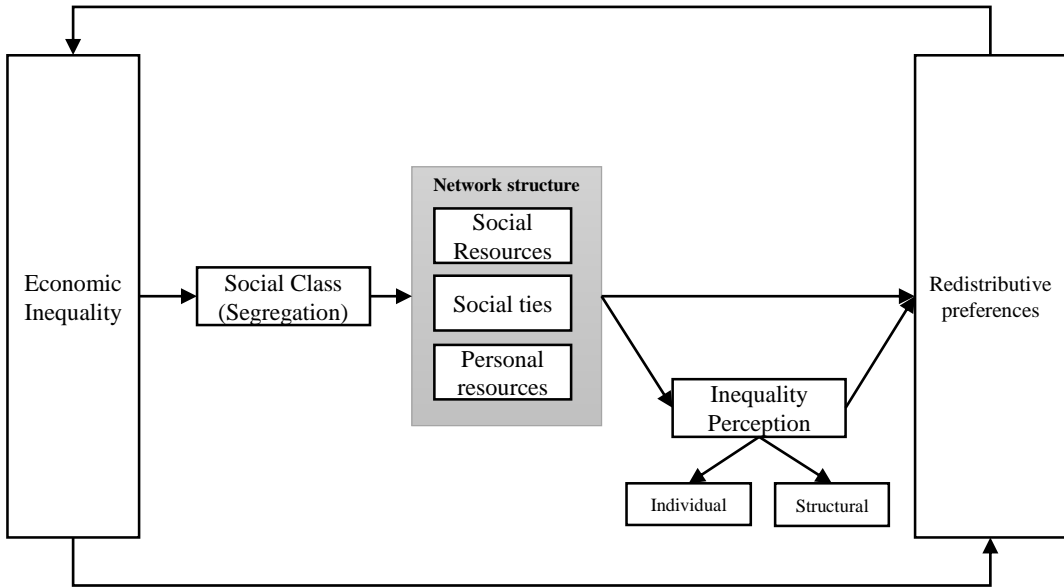 Economic
Inequality
Social Class
(Segregation)
Network structure
Social
Resources
Social ties
Personal
resources
Inequality
Perception
Individual
Structural
Redistributive
preferences